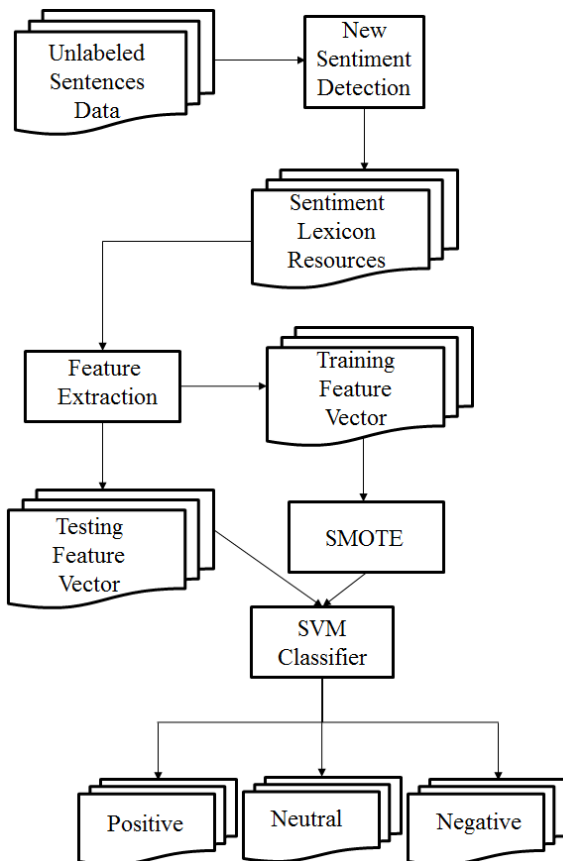 Unlabeled
Sentences
Data
New
Sentiment
Detection
Sentiment
Lexicon
Resources
Feature
Extraction
Training
Feature
Vector
Testing
Feature
Vector
SMOTE
SVM
Classifier
Positive
Neutral
Negative